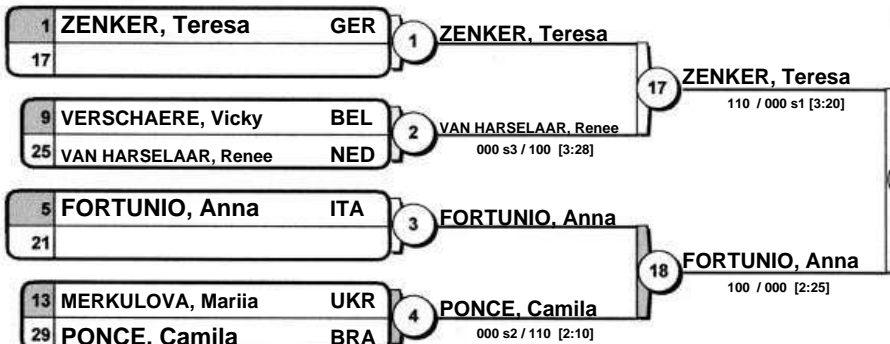 1 ZENKER, Teresa GER
17
1 ZENKER, Teresa
9 VERSCHAERE, Vicky BEL
25 VAN HARSELAAR, Renee NED
2 VAN HARSELAAR, Renee
000 s3 / 100 [3:28]
17 ZENKER, Teresa
110 / 000 s1 [3:20]
5 FORTUNIO, Anna ITA
21
3 FORTUNIO, Anna
13 MERKULOVA, Mariia UKR
29 PONCE, Camila BRA
4 PONCE, Camila
000 s2 / 110 [2:10]
18 FORTUNIO, Anna
100 / 000 [2:25]